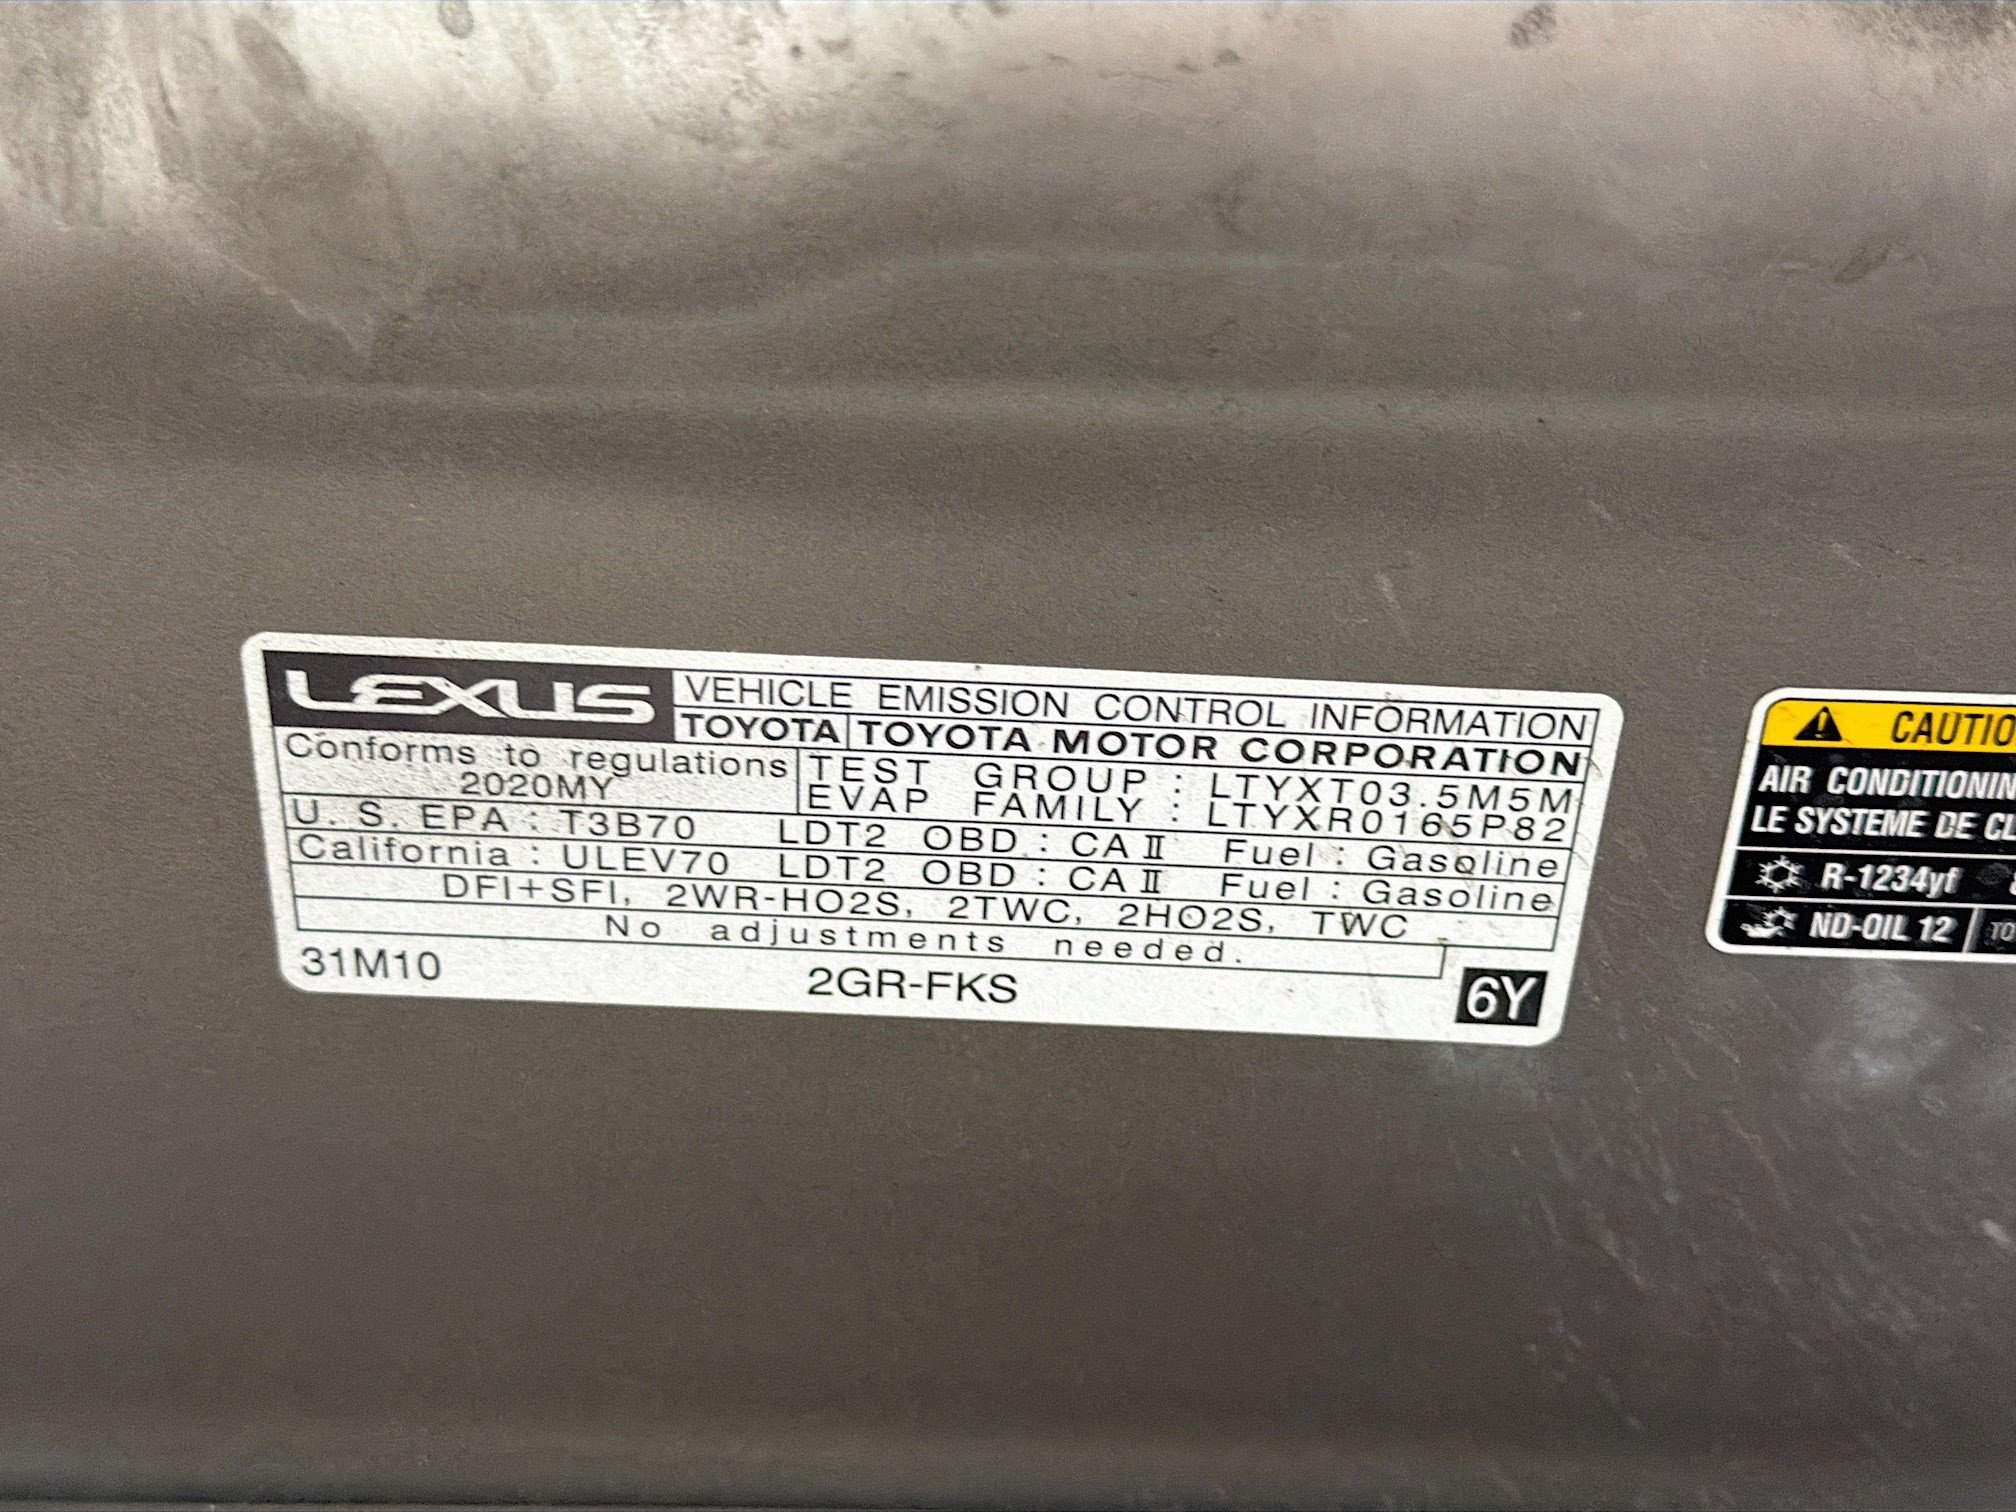 LEXUS
VEHICLE EMISSION CONTROL INFORMATION
TOYOTA TOYOTA MOTOR CORPORATION
Conforms to regulations
2020MY
TEST GROUP : LTYXT03.5M5M
EVAP FAMILY : LTYXR0165P82
U. S. EPA : T3B70 LDT2 OBD : CA II Fuel : Gasoline
California : ULEV70 LDT2 OBD : CA II Fuel : Gasoline
DFI+SFI, 2WR-HO2S, 2TWC, 2HO2S, TWC
No adjustments needed.
31M10
2GR-FKS
6Y
CAUTIO
AIR CONDITIONIN
LE SYSTEME DE CL
R-1234yf
ND-OIL 12
TO